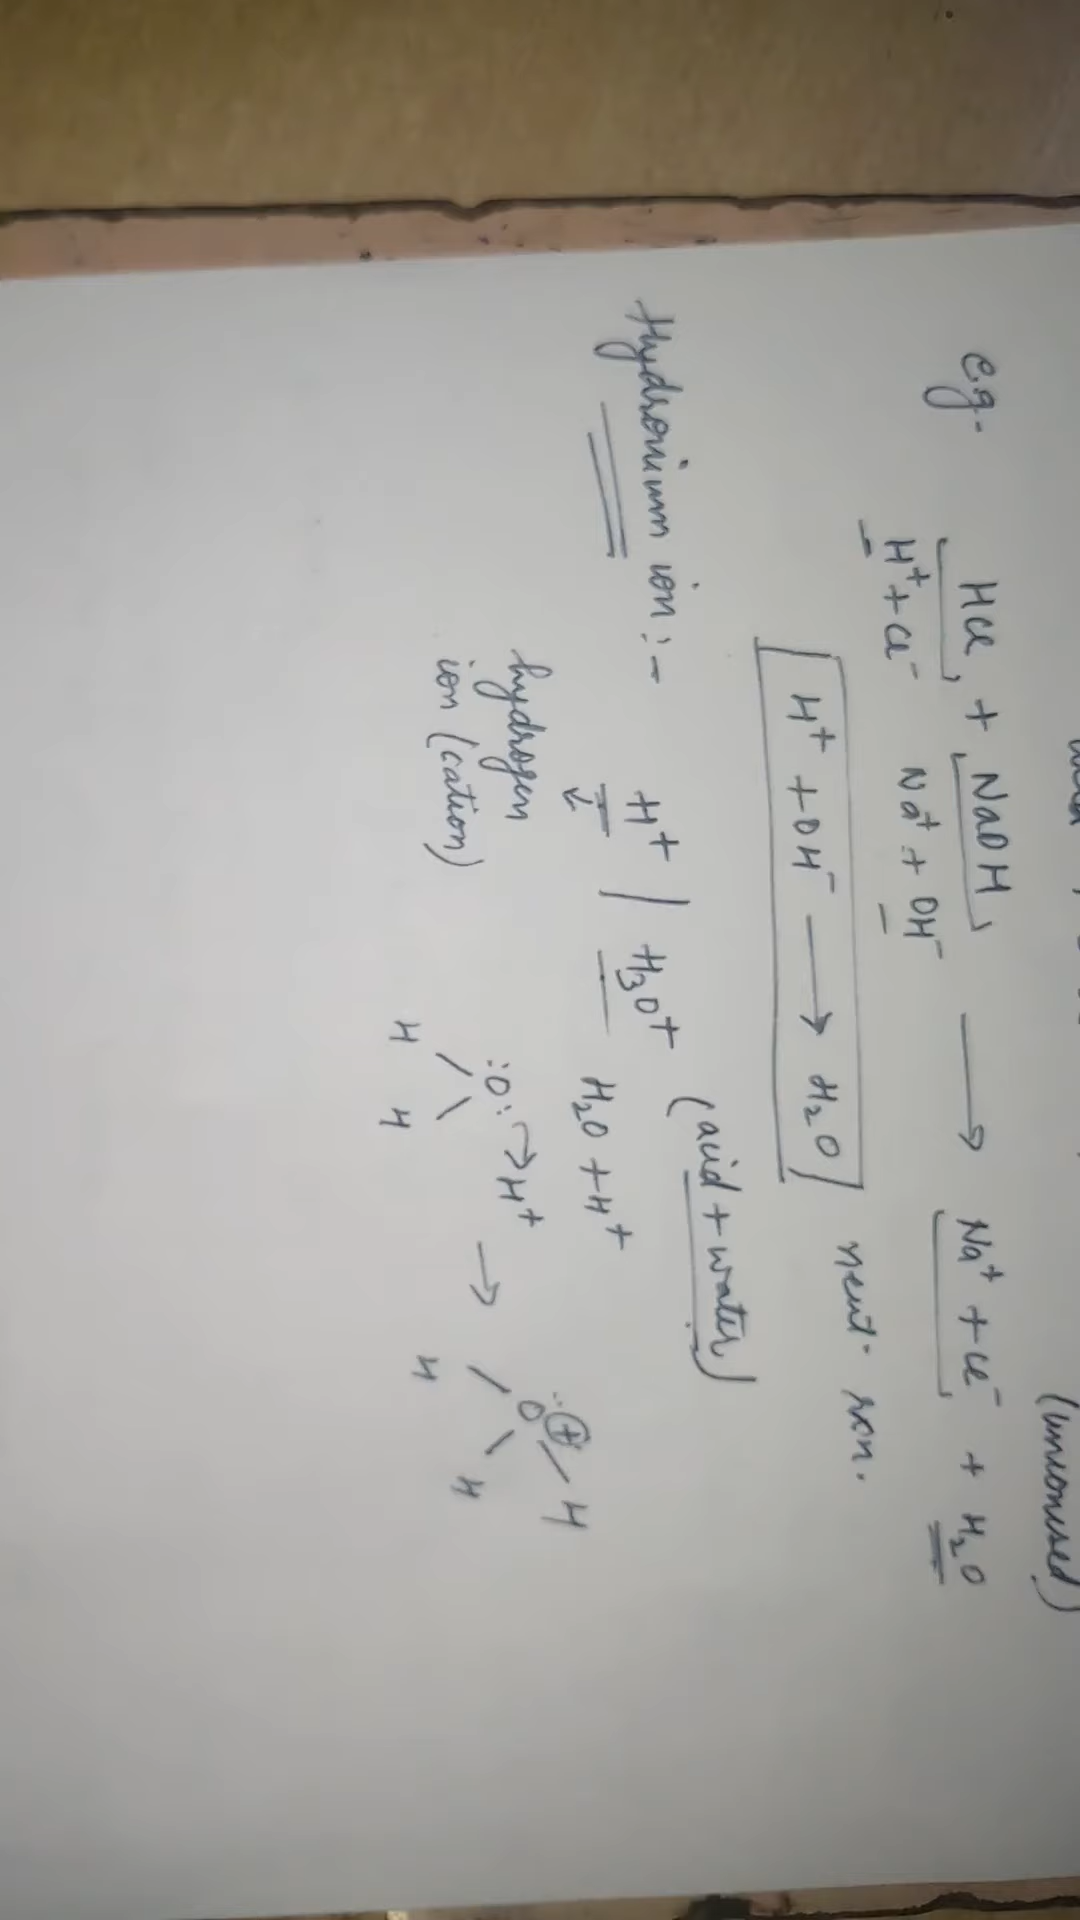 (unionised)
e.g. HCl + NaOH ⟶ Na⁺ + Cl⁻ + H₂O
H⁺ + Cl⁻ Na⁺ + OH⁻
H⁺ + OH⁻ ⟶ H₂O neut. rxn.
(acid + water)
Hydronium ion :- H⁺ / H₃O⁺
H₂O + H⁺
hydrogen
ion (cation)
:O: → H⁺ → O⊕ H
H H H H